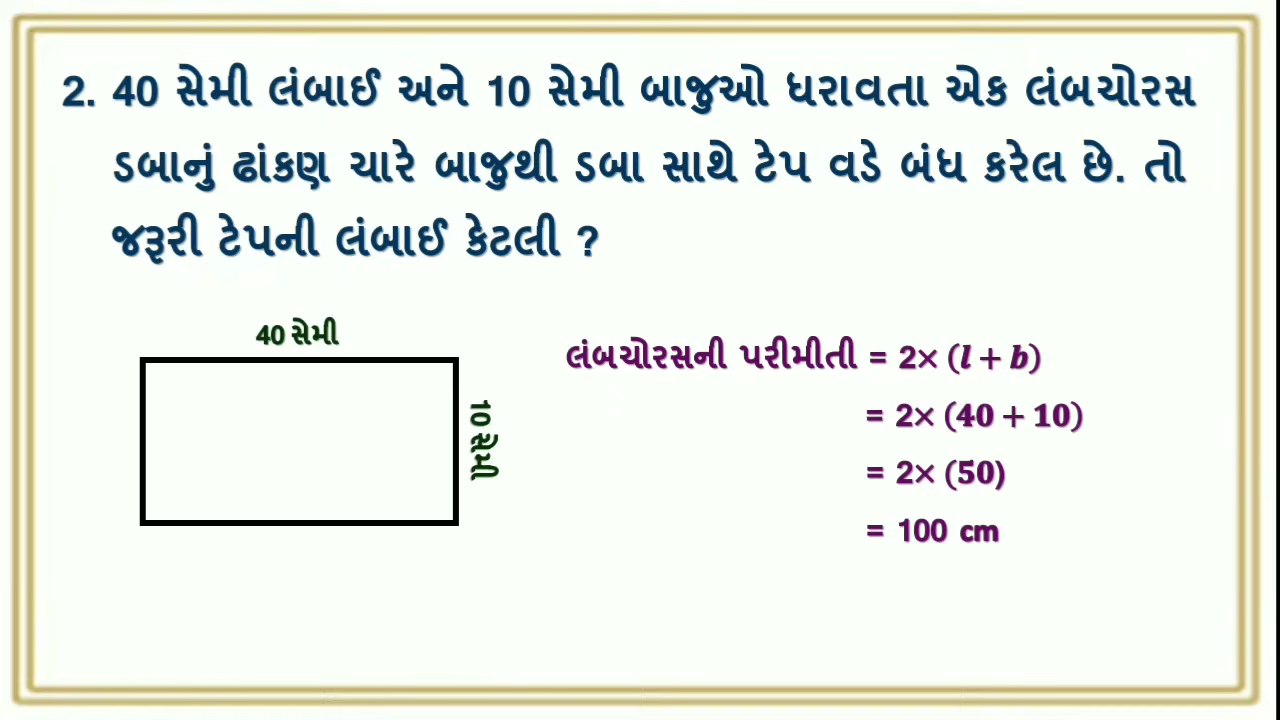 2. 40 સેમી લંબાઈ અને 10 સેમી બાજુઓ ધરાવતા એક લંબચોરસ
ડબાનું ઢાંકણ ચારે બાજુથી ડબા સાથે ટેપ વડે બંધ કરેલ છે. તો
જરૂરી ટેપની લંબાઈ કેટલી ?
40 સેમી
10 સેમી
લંબચોરસની પરીમીતી = 2× (l + b)
= 2× (40 + 10)
= 2× (50)
= 100 cm